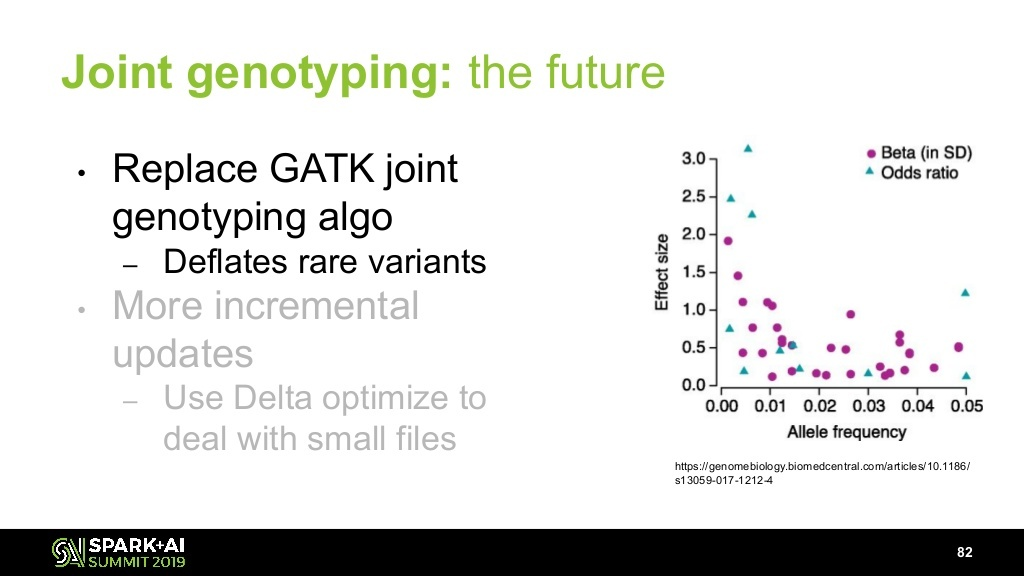 Joint genotyping: the future
• Replace GATK joint
genotyping algo
– Deflates rare variants
• More incremental
updates
– Use Delta optimize to
deal with small files
Beta (in SD)
Odds ratio
Effect size
3.0
2.5
2.0
1.5
1.0
0.5
0.0
0.00 0.01 0.02 0.03 0.04 0.05
Allele frequency
https://genomebiology.biomedcentral.com/articles/10.1186/
s13059-017-1212-4
SPARK+AI
SUMMIT 2019
82